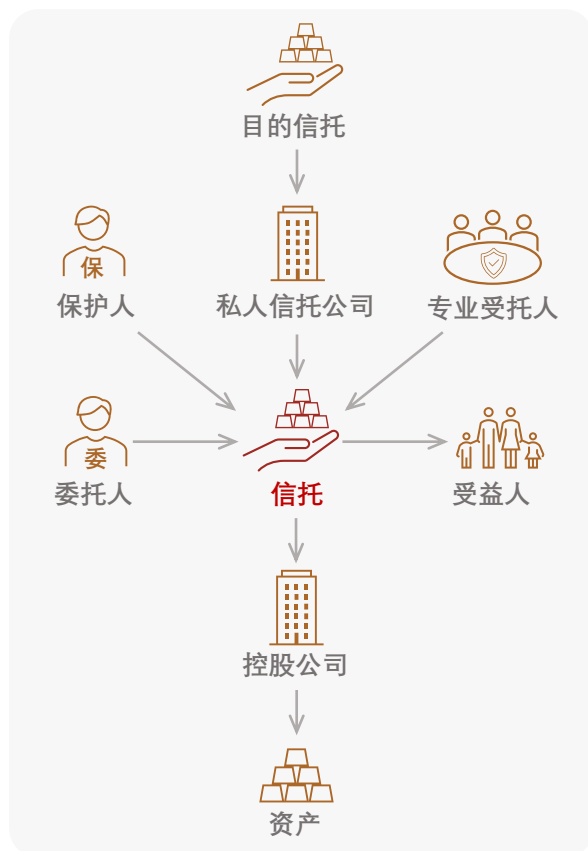 目的信托
保
保护人
私人信托公司
专业受托人
委
委托人
信托
受益人
控股公司
资产